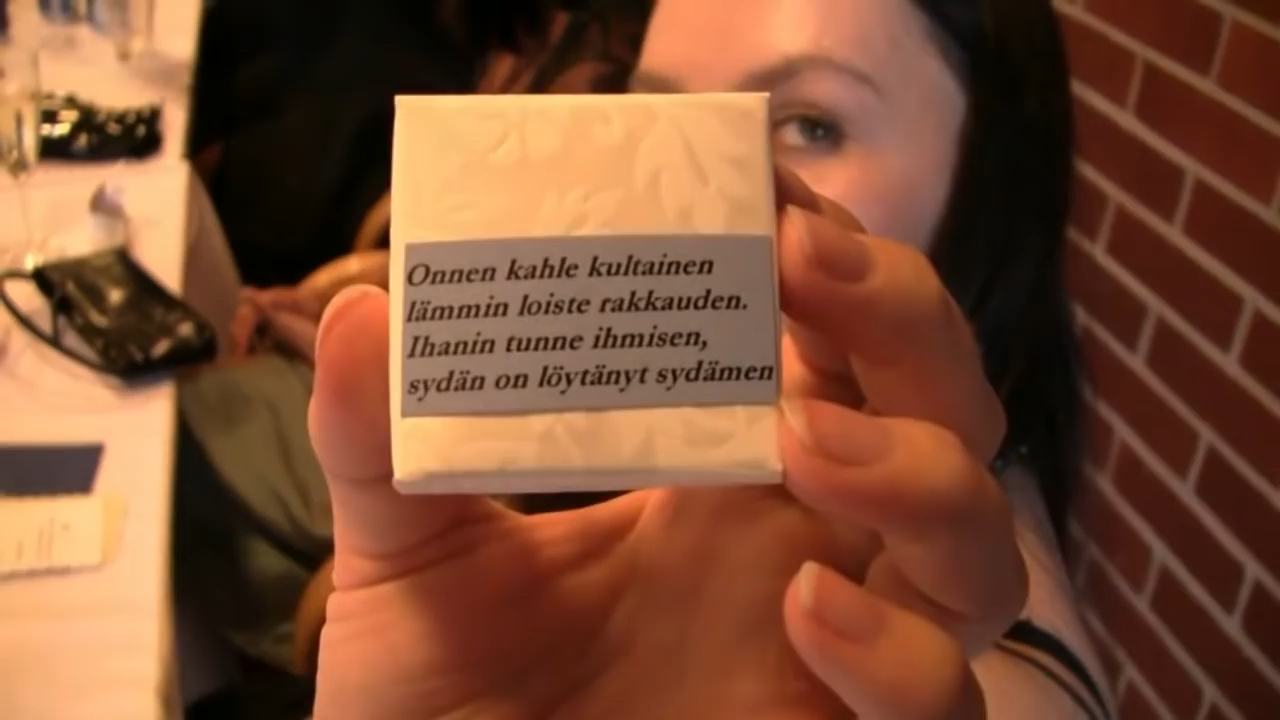 Onnen kahle kultainen
lämmin loiste rakkauden.
Ihanin tunne ihmisen,
sydän on löytänyt sydämen